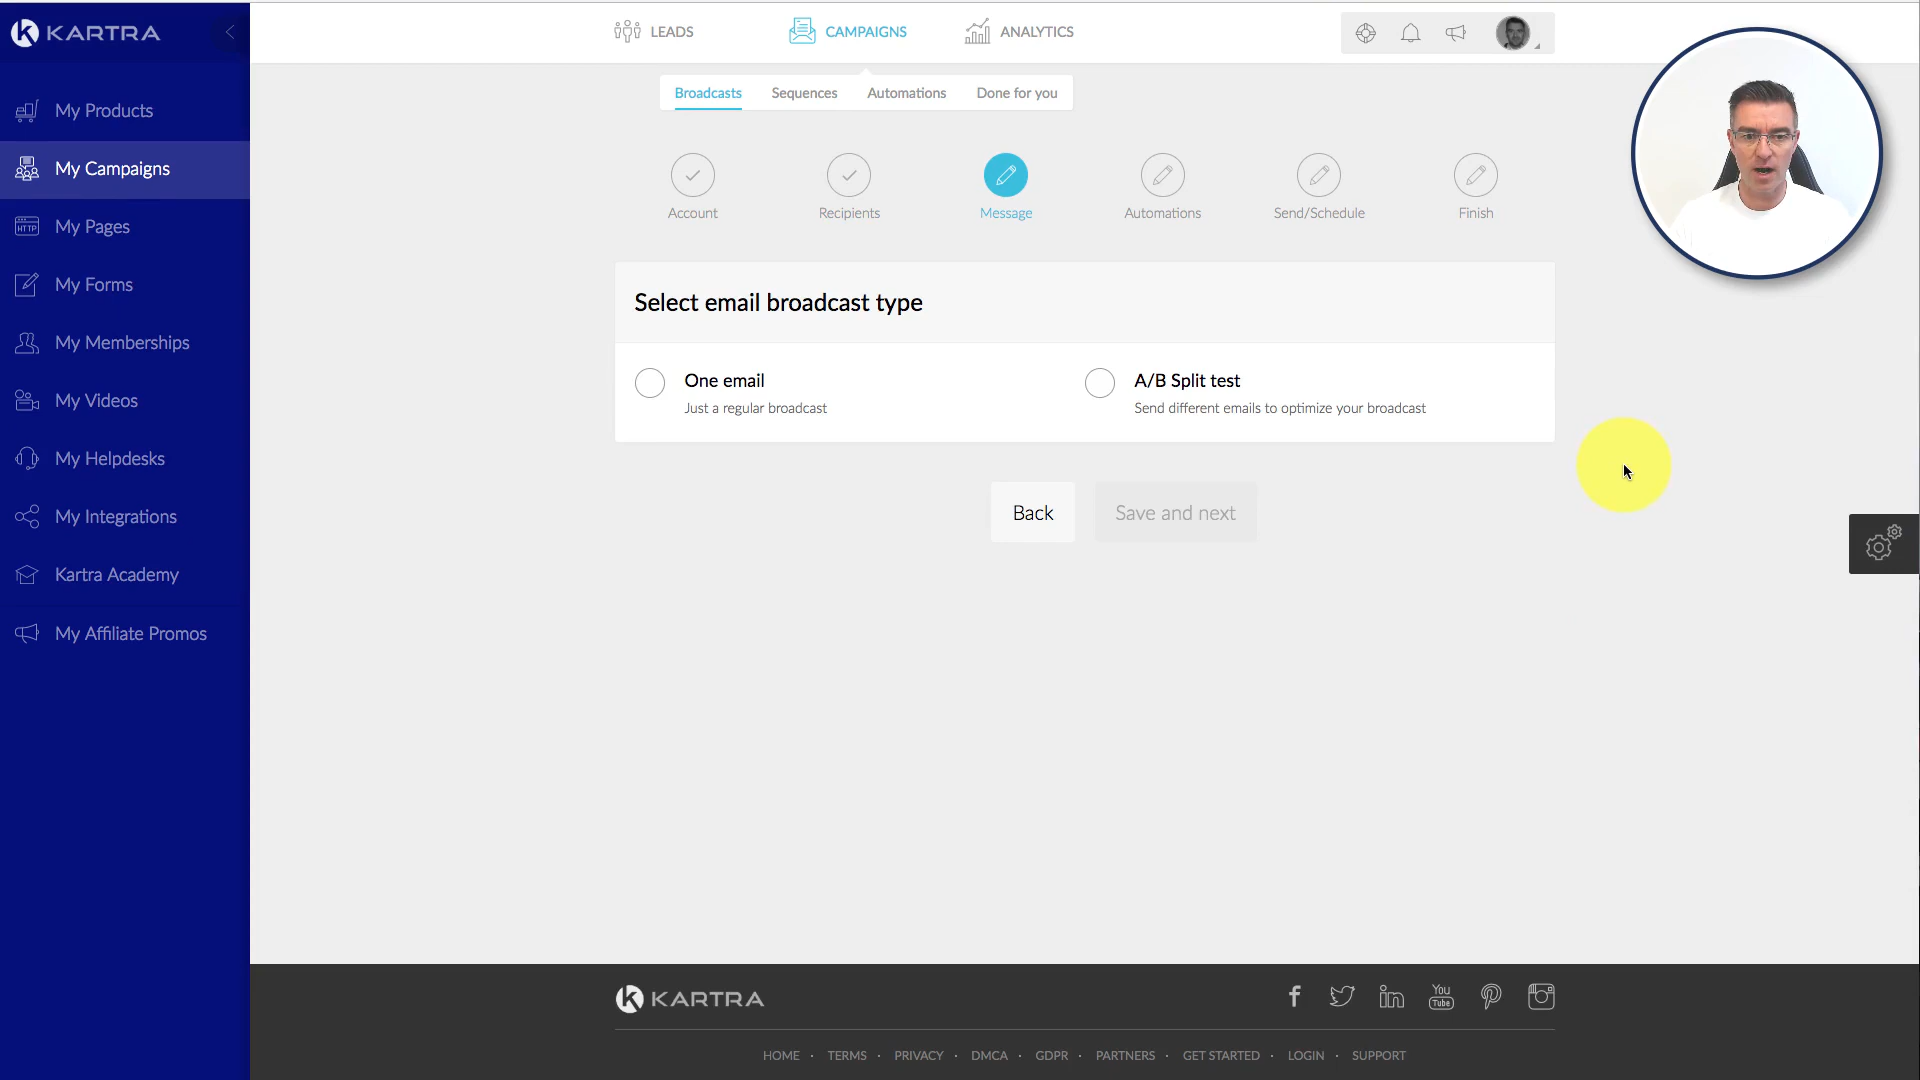 KARTRA
LEADS
CAMPAIGNS
ANALYTICS
Broadcasts
Sequences
Automations
Done for you
My Products
My Campaigns
My Pages
HTTP
My Forms
My Memberships
My Videos
My Helpdesks
My Integrations
Kartra Academy
My Affiliate Promos
Account
Recipients
Message
Automations
Send/Schedule
Finish
Select email broadcast type
One email
Just a regular broadcast
A/B Split test
Send different emails to optimize your broadcast
Back
Save and next
KARTRA
You
Tube
HOME · TERMS · PRIVACY · DMCA · GDPR · PARTNERS · GET STARTED · LOGIN · SUPPORT